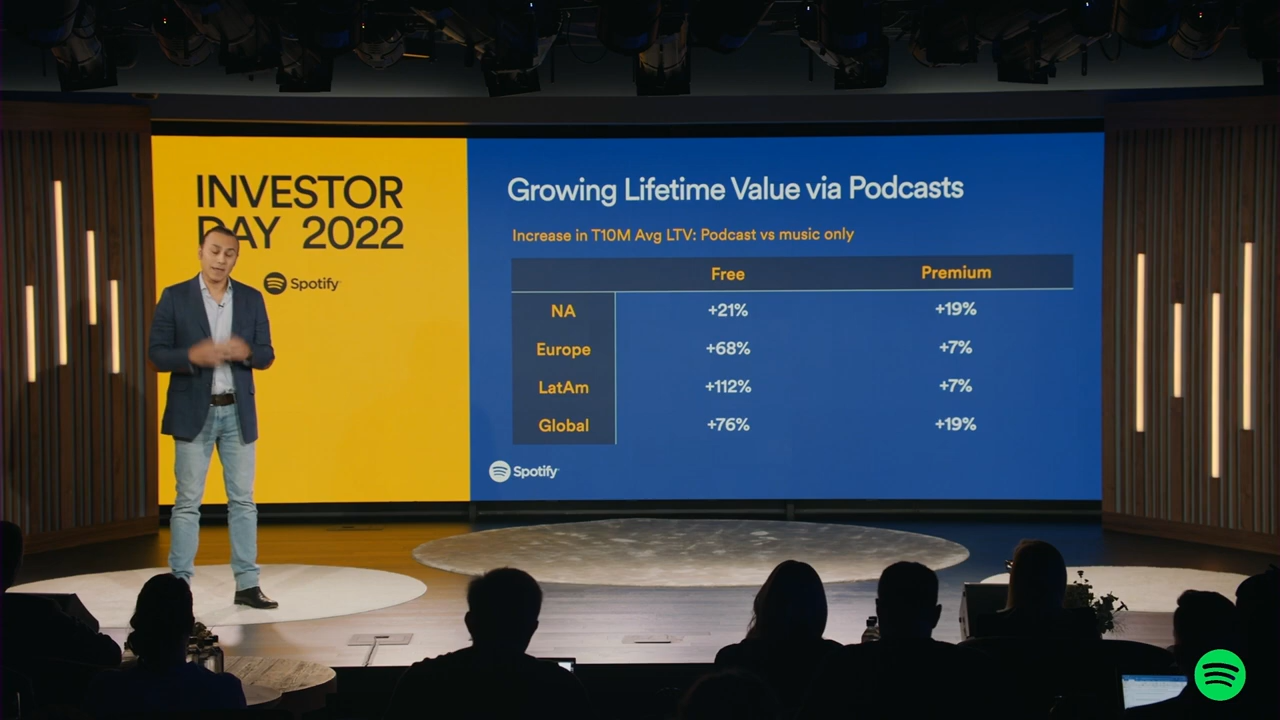 INVESTOR
DAY 2022
Spotify
Growing Lifetime Value via Podcasts
Increase in T10M Avg LTV: Podcast vs music only
Free Premium
NA +21% +19%
Europe +68% +7%
LatAm +112% +7%
Global +76% +19%
Spotify